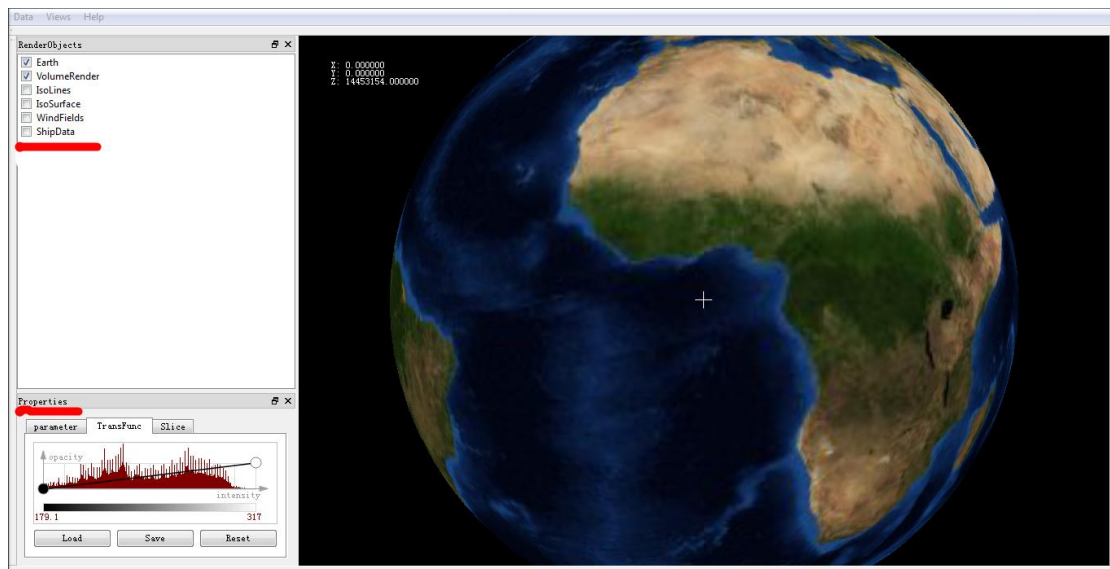 Data Views Help
RenderObjects
Earth
VolumeRender
IsoLines
IsoSurface
WindFields
ShipData
X: 0.000000
Y: 0.000000
Z: 14453154.000000
Properties
parameter TransFunc Slice
opacity
intensity
179.1 317
Load Save Reset